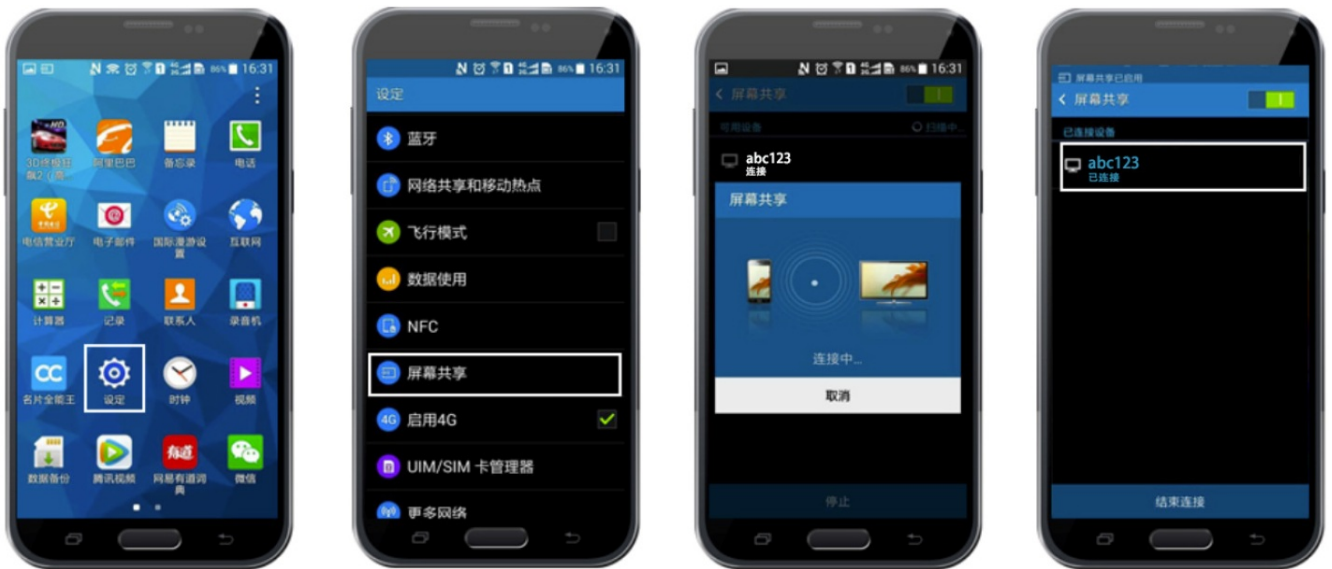 86% 16:31
3D终极狂
飙2（高
阿里巴巴
备忘录
电话
电信营业厅
电子邮件
国际漫游设
置
互联网
计算器
记录
联系人
录音机
CC
名片全能王
设定
时钟
视频
数据备份
腾讯视频
有道
网易有道词
典
微信
86% 16:31
设定
蓝牙
网络共享和移动热点
飞行模式
数据使用
NFC
屏幕共享
4G 启用4G
UIM/SIM 卡管理器
更多网络
86% 16:31
屏幕共享
可用设备 扫描中...
abc123
连接
屏幕共享
连接中...
取消
停止
屏幕共享已启用
屏幕共享
已连接设备
abc123
已连接
结束连接